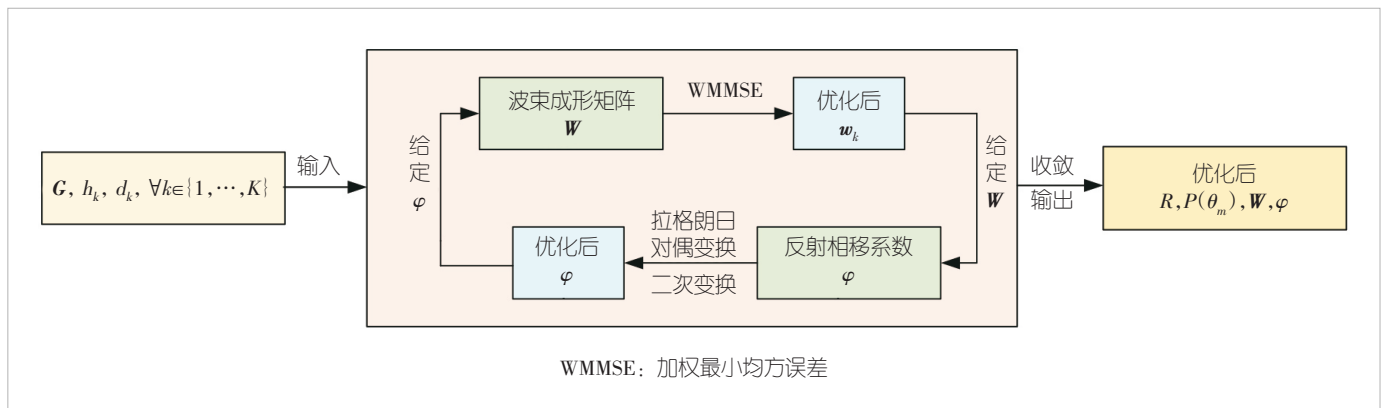 G, h_k, d_k, ∀k∈{1,⋯,K}
输入
给定
φ
波束成形矩阵
W
WMMSE
优化后
w_k
给定
W
反射相移系数
φ
拉格朗日
对偶变换
二次变换
优化后
φ
收敛
输出
优化后
R,P(θ_m),W,φ
WMMSE：加权最小均方误差